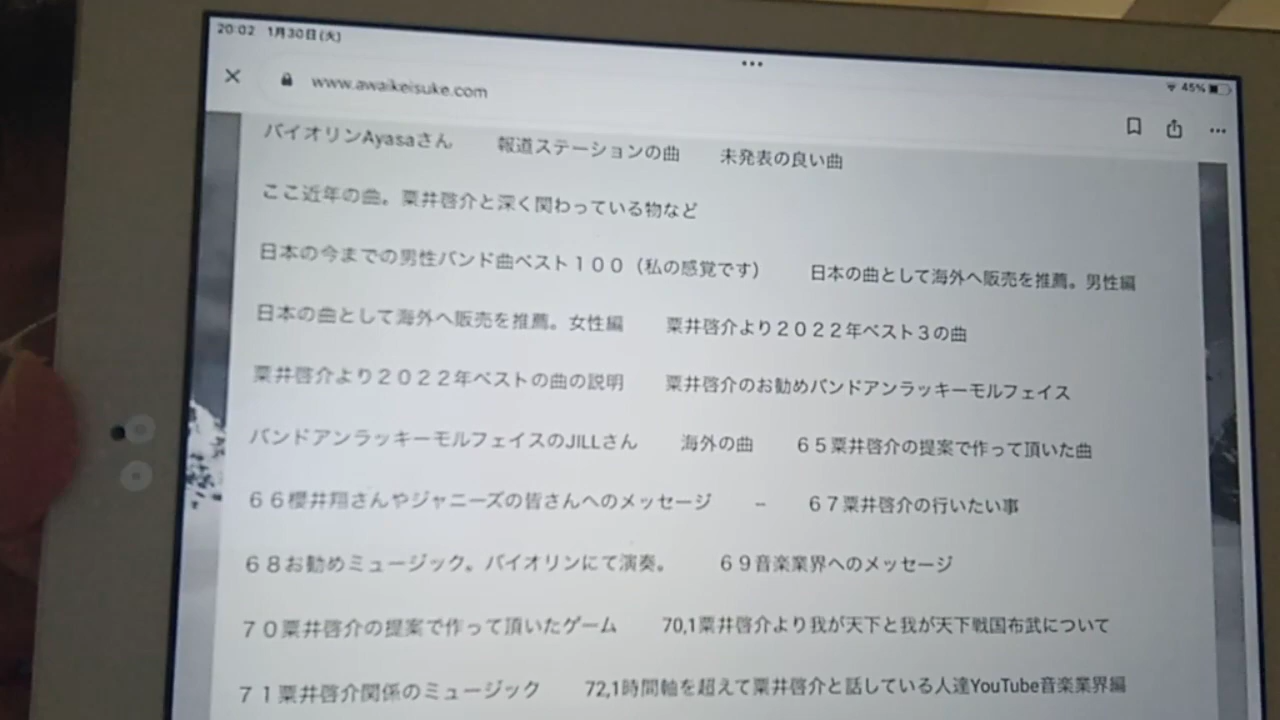 20:02 1月30日(火)
45%
www.awaikeisuke.com
バイオリンAyasaさん 報道ステーションの曲 未発表の良い曲
ここ近年の曲。粟井啓介と深く関わっている物など
日本の今までの男性バンド曲ベスト１００（私の感覚です） 日本の曲として海外へ販売を推薦。男性編
日本の曲として海外へ販売を推薦。女性編 粟井啓介より２０２２年ベスト３の曲
粟井啓介より２０２２年ベストの曲の説明 粟井啓介のお勧めバンドアンラッキーモルフェイス
バンドアンラッキーモルフェイスのJILLさん 海外の曲 ６５粟井啓介の提案で作って頂いた曲
６６櫻井翔さんやジャニーズの皆さんへのメッセージ – ６７粟井啓介の行いたい事
６８お勧めミュージック。バイオリンにて演奏。 ６９音楽業界へのメッセージ
７０粟井啓介の提案で作って頂いたゲーム 70,1粟井啓介より我が天下と我が天下戦国布武について
７１粟井啓介関係のミュージック 72,1時間軸を超えて粟井啓介と話している人達YouTube音楽業界編